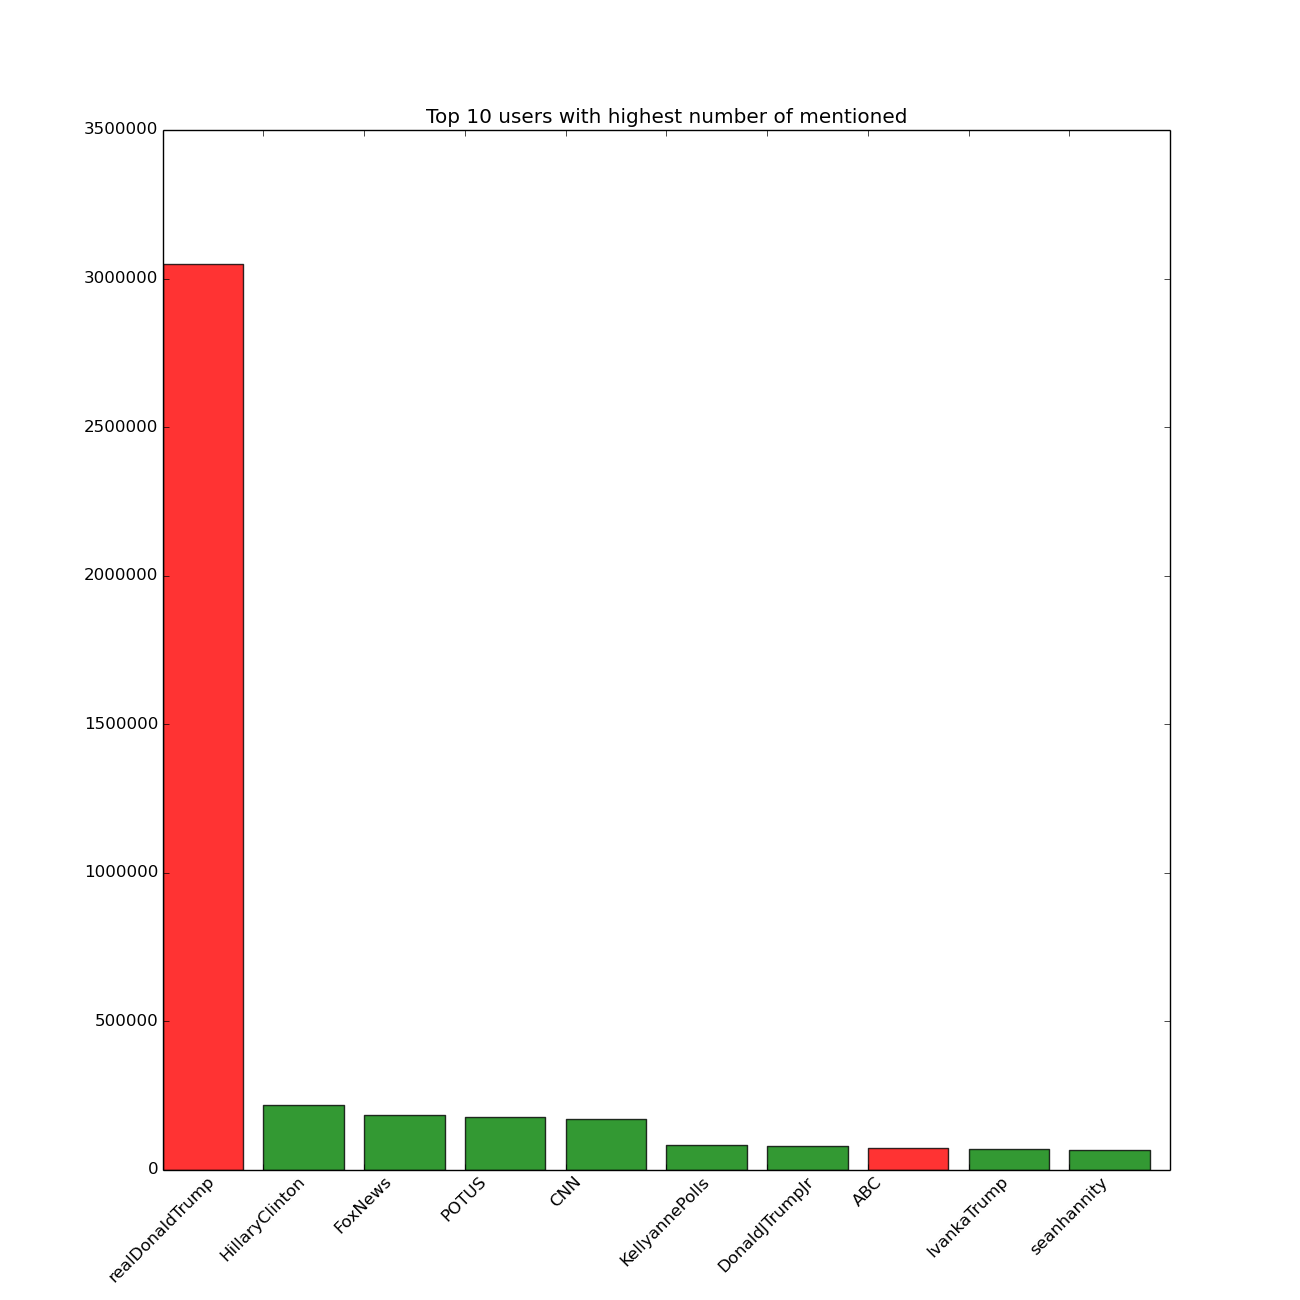 Top 10 users with highest number of mentioned
3500000
3000000
2500000
2000000
1500000
1000000
500000
0
realDonaldTrump
HillaryClinton
FoxNews
POTUS
CNN
KellyannePolls
DonaldJTrumpJr
ABC
IvankaTrump
seanhannity